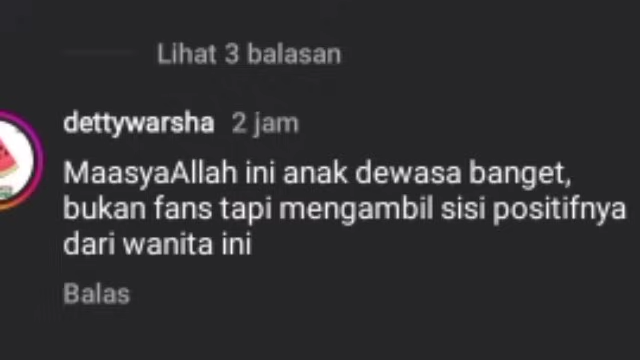 Lihat 3 balasan
dettywarsha 2 jam
MaasyaAllah ini anak dewasa banget,
bukan fans tapi mengambil sisi positifnya
dari wanita ini
Balas